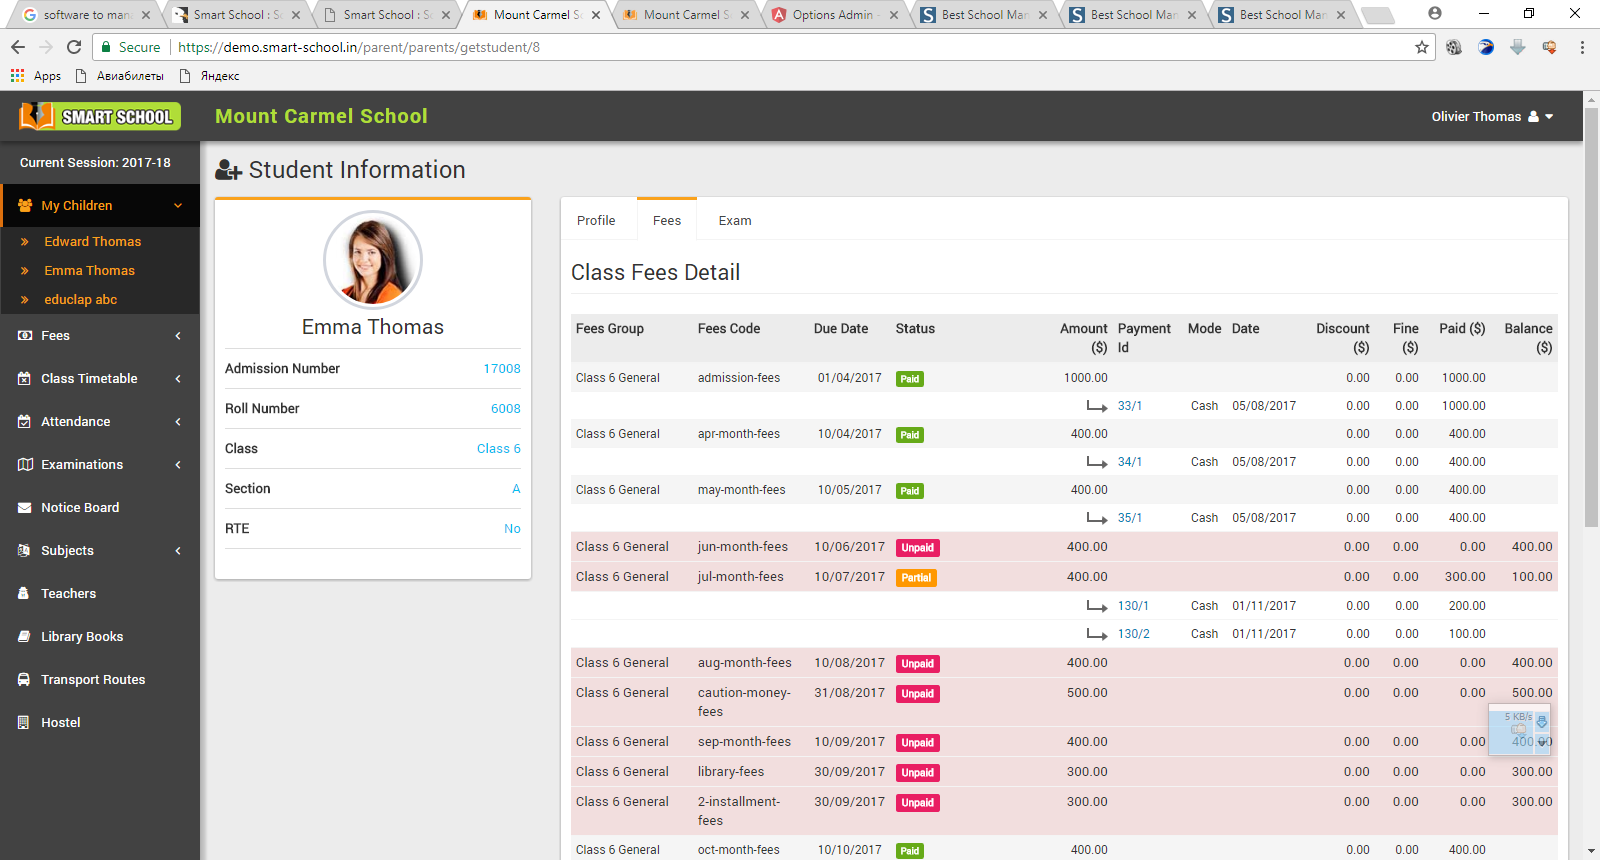 software to mana
Smart School : Sc
Smart School : Sc
Mount Carmel Sc
Mount Carmel Sc
Options Admin -
Best School Man
Best School Man
Best School Man
Secure https://demo.smart-school.in/parent/parents/getstudent/8
Apps Авиабилеты Яндекс
SMART SCHOOL Mount Carmel School Olivier Thomas
Current Session: 2017-18
My Children
Edward Thomas
Emma Thomas
educlap abc
Fees
Class Timetable
Attendance
Examinations
Notice Board
Subjects
Teachers
Library Books
Transport Routes
Hostel
Student Information
Emma Thomas
Admission Number 17008
Roll Number 6008
Class Class 6
Section A
RTE No
Profile Fees Exam
Class Fees Detail
Fees Group Fees Code Due Date Status Amount ($) Payment Id Mode Date Discount ($) Fine ($) Paid ($) Balance ($)
Class 6 General admission-fees 01/04/2017 Paid 1000.00 0.00 0.00 1000.00
33/1 Cash 05/08/2017 0.00 0.00 1000.00
Class 6 General apr-month-fees 10/04/2017 Paid 400.00 0.00 0.00 400.00
34/1 Cash 05/08/2017 0.00 0.00 400.00
Class 6 General may-month-fees 10/05/2017 Paid 400.00 0.00 0.00 400.00
35/1 Cash 05/08/2017 0.00 0.00 400.00
Class 6 General jun-month-fees 10/06/2017 Unpaid 400.00 0.00 0.00 0.00 400.00
Class 6 General jul-month-fees 10/07/2017 Partial 400.00 0.00 0.00 300.00 100.00
130/1 Cash 01/11/2017 0.00 0.00 200.00
130/2 Cash 01/11/2017 0.00 0.00 100.00
Class 6 General aug-month-fees 10/08/2017 Unpaid 400.00 0.00 0.00 0.00 400.00
Class 6 General caution-money-fees 31/08/2017 Unpaid 500.00 0.00 0.00 0.00 500.00
5 KB/s
Class 6 General sep-month-fees 10/09/2017 Unpaid 400.00 0.00 0.00 0.00 400.00
Class 6 General library-fees 30/09/2017 Unpaid 300.00 0.00 0.00 0.00 300.00
Class 6 General 2-installment-fees 30/09/2017 Unpaid 300.00 0.00 0.00 0.00 300.00
Class 6 General oct-month-fees 10/10/2017 Paid 400.00 0.00 0.00 400.00